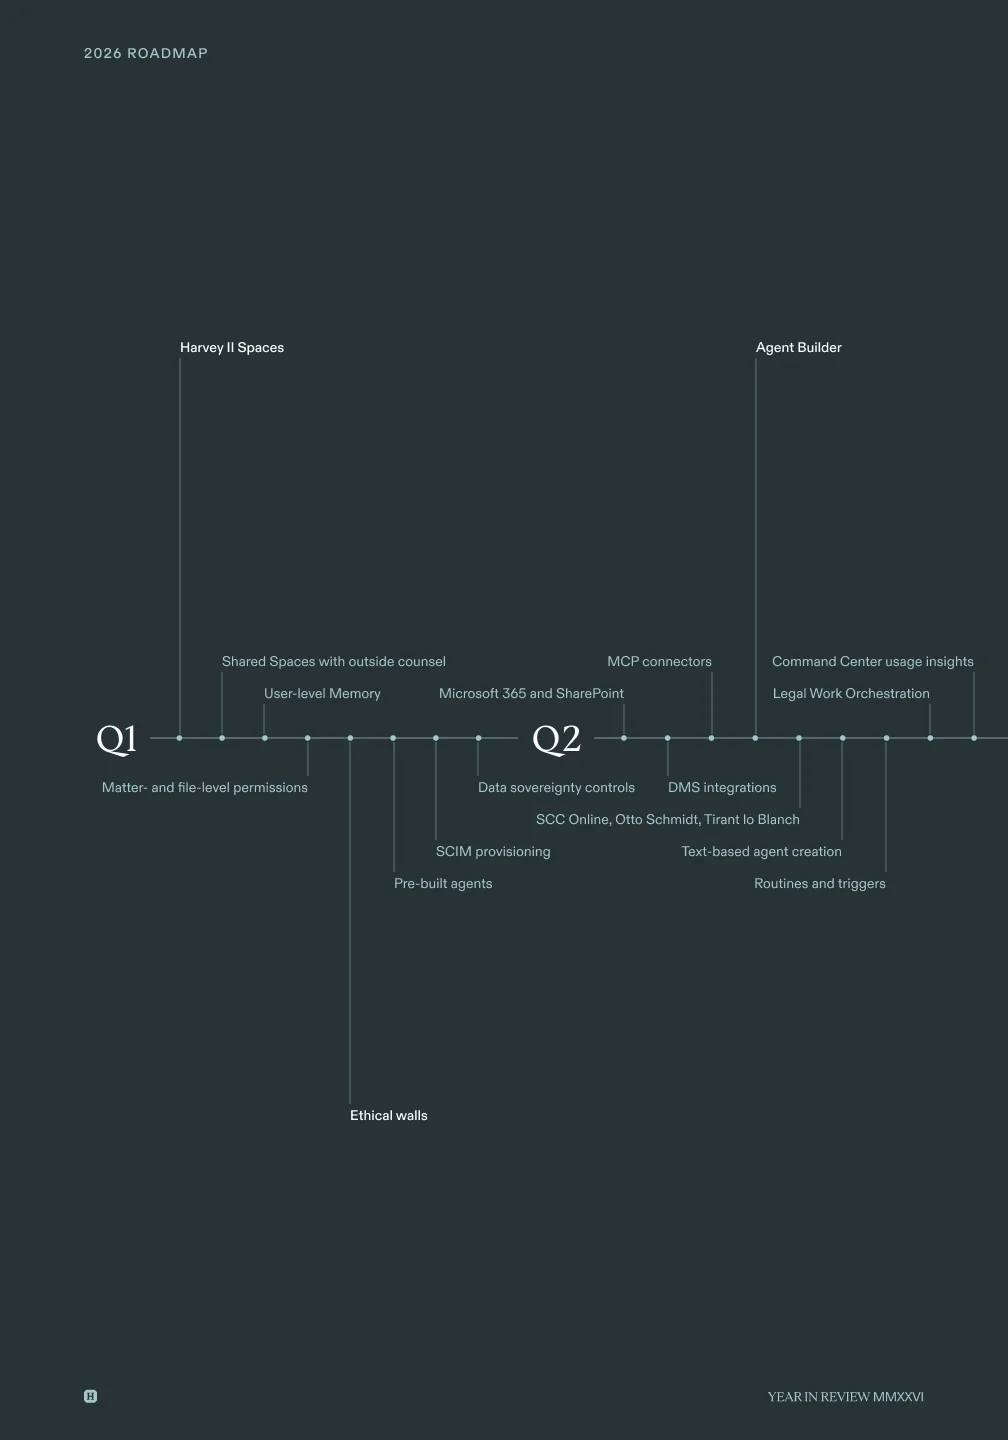 2026 ROADMAP
Harvey II Spaces
Agent Builder
Shared Spaces with outside counsel
MCP connectors
Command Center usage insights
User-level Memory
Microsoft 365 and SharePoint
Legal Work Orchestration
Q1
Q2
Matter- and file-level permissions
Data sovereignty controls
DMS integrations
SCC Online, Otto Schmidt, Tirant lo Blanch
SCIM provisioning
Text-based agent creation
Pre-built agents
Routines and triggers
Ethical walls
H
YEAR IN REVIEW MMXXVI